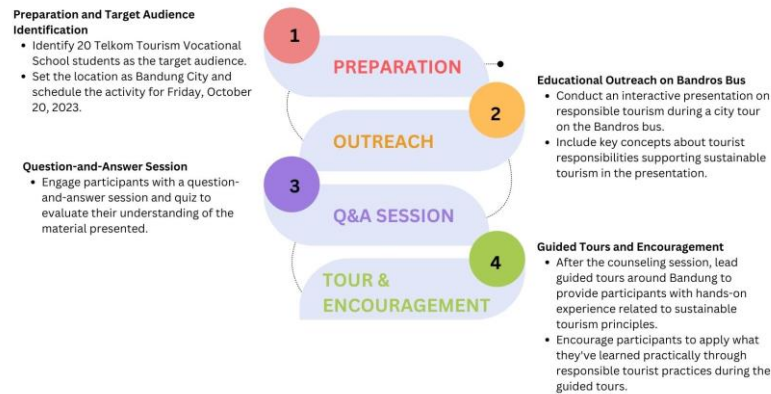 Preparation and Target Audience
Identification
• Identify 20 Telkom Tourism Vocational
School students as the target audience.
• Set the location as Bandung City and
schedule the activity for Friday, October
20, 2023.
1
PREPARATION
2
OUTREACH
Educational Outreach on Bandros Bus
• Conduct an interactive presentation on
responsible tourism during a city tour
on the Bandros bus.
• Include key concepts about tourist
responsibilities supporting sustainable
tourism in the presentation.
Question-and-Answer Session
• Engage participants with a question-
and-answer session and quiz to
evaluate their understanding of the
material presented.
3
Q&A SESSION
4
TOUR &
ENCOURAGEMENT
Guided Tours and Encouragement
• After the counseling session, lead
guided tours around Bandung to
provide participants with hands-on
experience related to sustainable
tourism principles.
• Encourage participants to apply what
they've learned practically through
responsible tourist practices during the
guided tours.